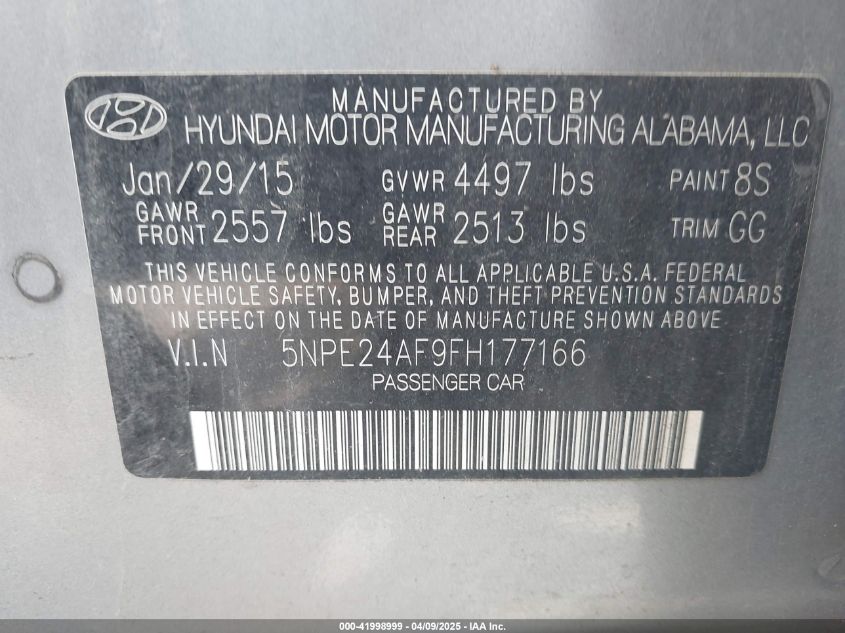 MANUFACTURED BY
HYUNDAI MOTOR MANUFACTURING ALABAMA, LLC
Jan/29/15 GVWR 4497 lbs PAINT 8S
GAWR FRONT 2557 lbs GAWR REAR 2513 lbs TRIM GG
THIS VEHICLE CONFORMS TO ALL APPLICABLE U.S.A. FEDERAL
MOTOR VEHICLE SAFETY, BUMPER, AND THEFT PREVENTION STANDARDS
IN EFFECT ON THE DATE OF MANUFACTURE SHOWN ABOVE
V.I.N 5NPE24AF9FH177166
PASSENGER CAR
000-41998999 — 04/09/2025 — IAA Inc.